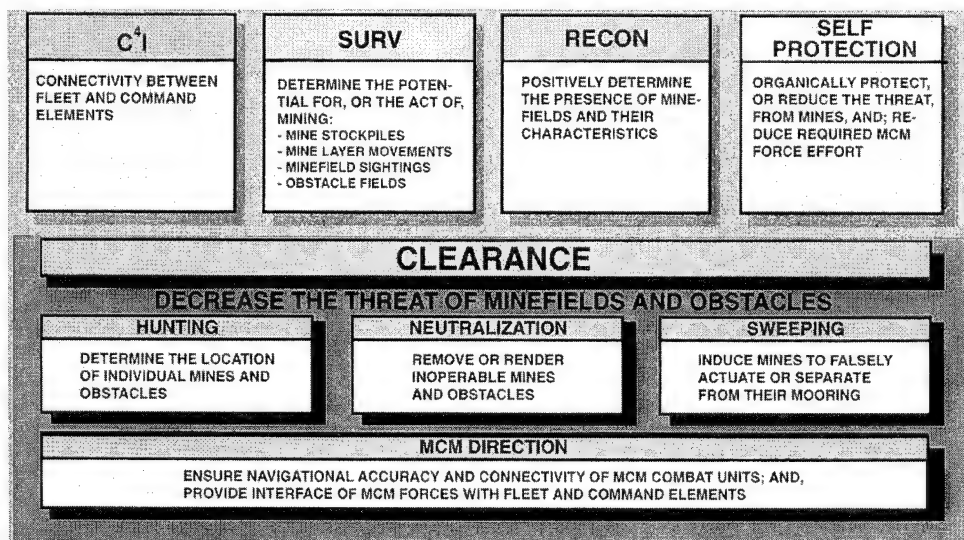 C⁴I
CONNECTIVITY BETWEEN
FLEET AND COMMAND
ELEMENTS
SURV
DETERMINE THE POTEN-
TIAL FOR, OR THE ACT OF,
MINING:
- MINE STOCKPILES
- MINE LAYER MOVEMENTS
- MINEFIELD SIGHTINGS
- OBSTACLE FIELDS
RECON
POSITIVELY DETERMINE
THE PRESENCE OF MINE-
FIELDS AND THEIR
CHARACTERISTICS
SELF
PROTECTION
ORGANICALLY PROTECT,
OR REDUCE THE THREAT,
FROM MINES, AND; RE-
DUCE REQUIRED MCM
FORCE EFFORT
CLEARANCE
DECREASE THE THREAT OF MINEFIELDS AND OBSTACLES
HUNTING
DETERMINE THE LOCATION
OF INDIVIDUAL MINES AND
OBSTACLES
NEUTRALIZATION
REMOVE OR RENDER
INOPERABLE MINES
AND OBSTACLES
SWEEPING
INDUCE MINES TO FALSELY
ACTUATE OR SEPARATE
FROM THEIR MOORING
MCM DIRECTION
ENSURE NAVIGATIONAL ACCURACY AND CONNECTIVITY OF MCM COMBAT UNITS; AND,
PROVIDE INTERFACE OF MCM FORCES WITH FLEET AND COMMAND ELEMENTS